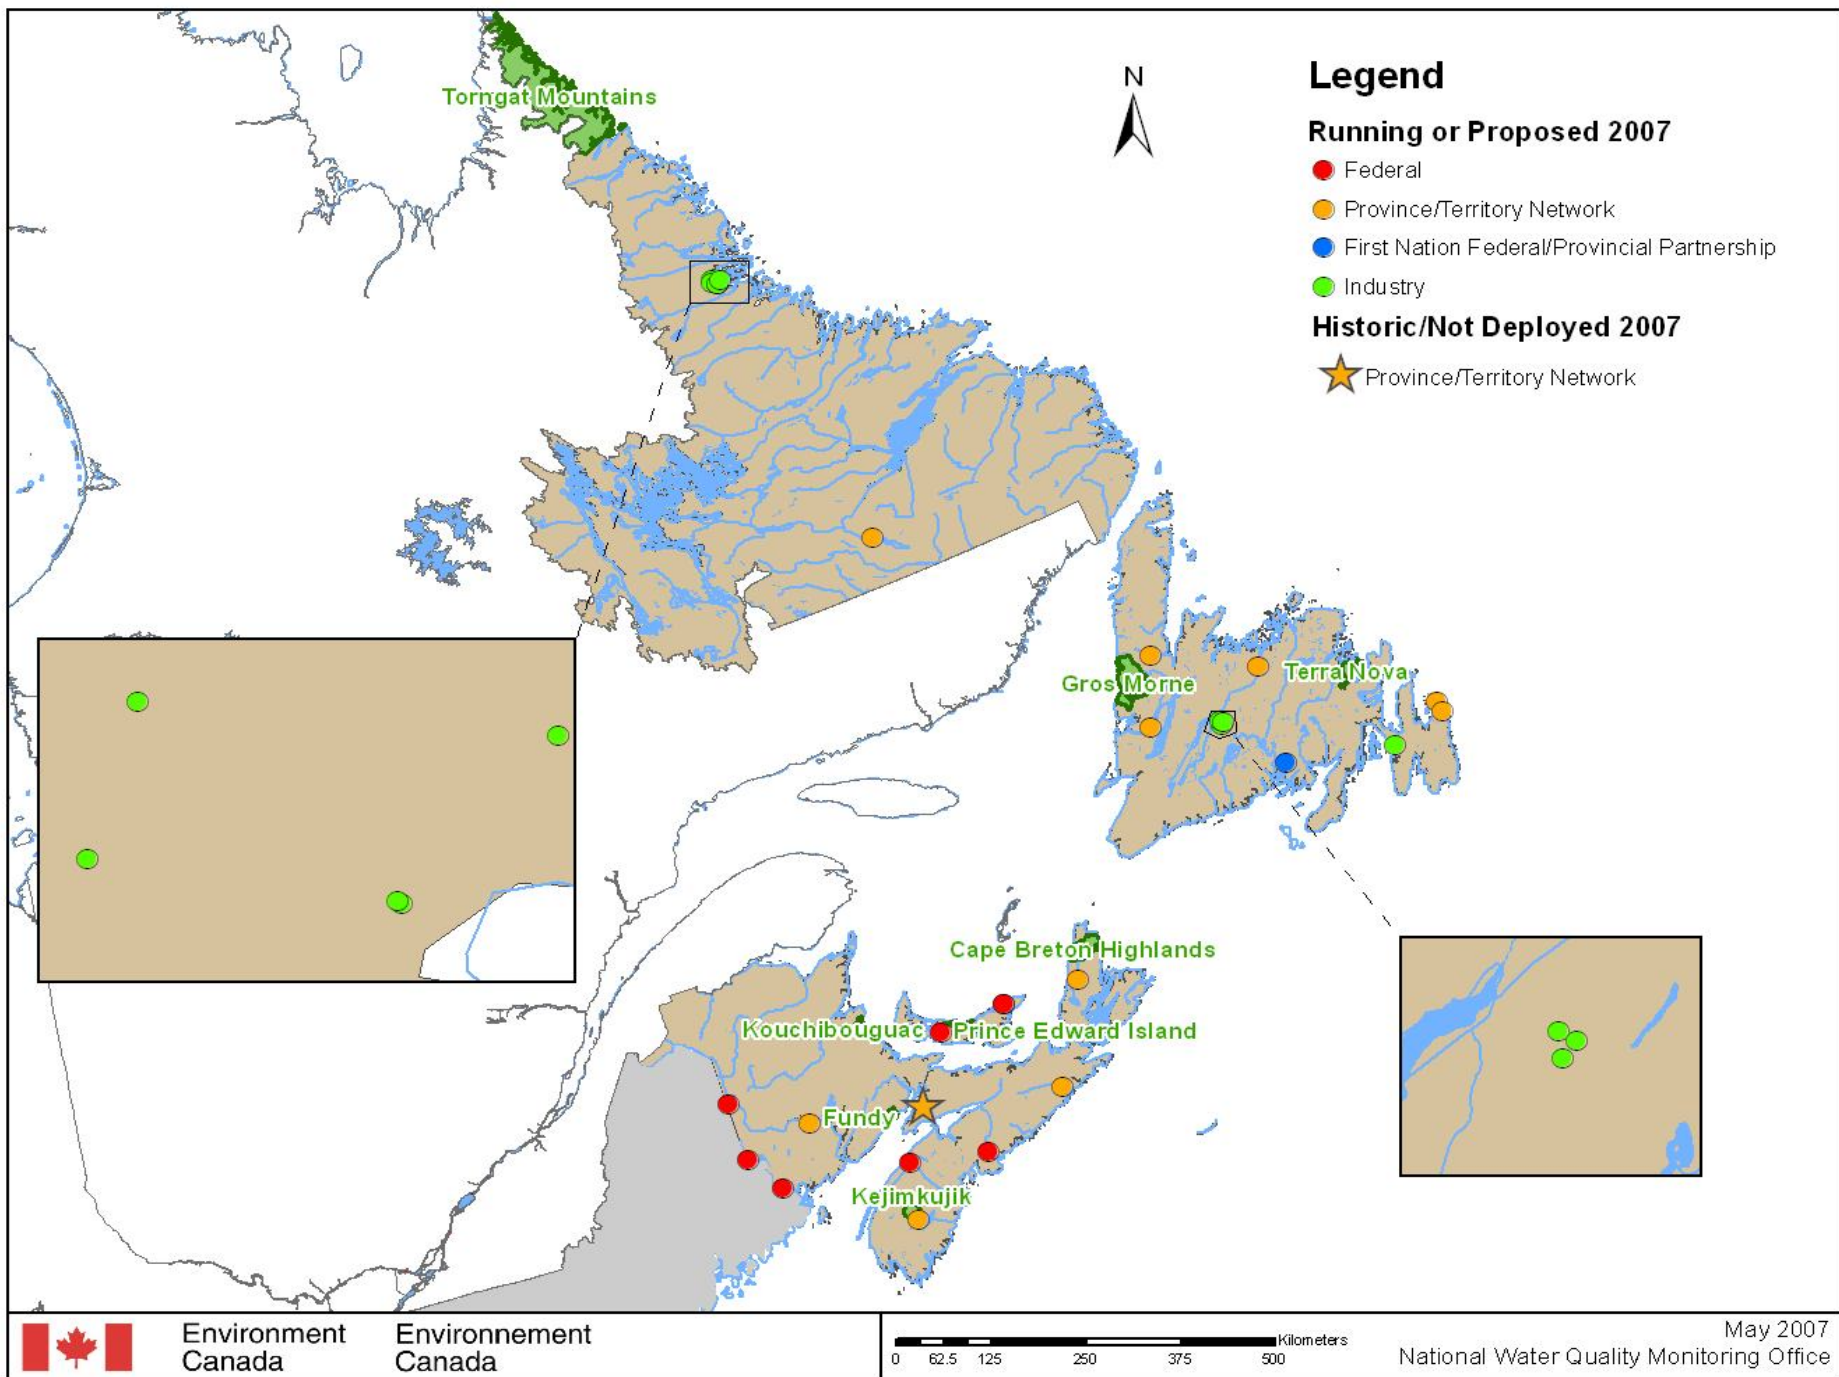 Torngat Mountains
N
Legend
Running or Proposed 2007
Federal
Province/Territory Network
First Nation Federal/Provincial Partnership
Industry
Historic/Not Deployed 2007
Province/Territory Network
Gros Morne
Terra Nova
Cape Breton Highlands
Kouchibouguac
Prince Edward Island
Fundy
Kejimkujik
Environment
Canada
Environnement
Canada
Kilometers
0 62.5 125 250 375 500
May 2007
National Water Quality Monitoring Office